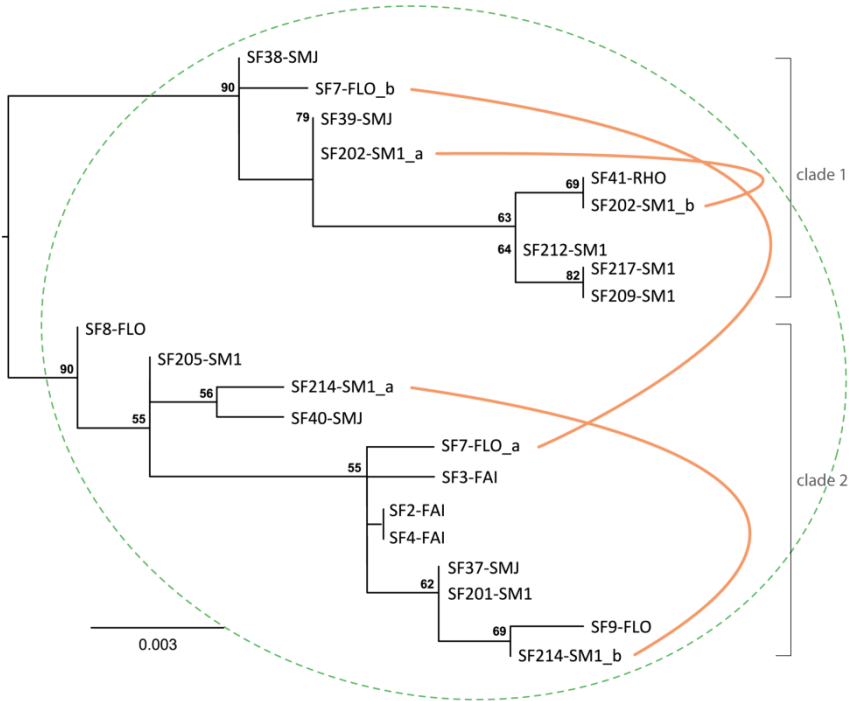 SF38-SMJ
90
SF7-FLO_b
79
SF39-SMJ
SF202-SM1_a
clade 1
69
SF41-RHO
SF202-SM1_b
63
64
SF212-SM1
82
SF217-SM1
SF209-SM1
SF8-FLO
90
SF205-SM1
56
SF214-SM1_a
55
SF40-SMJ
SF7-FLO_a
55
SF3-FAI
clade 2
SF2-FAI
SF4-FAI
62
SF37-SMJ
SF201-SM1
69
SF9-FLO
SF214-SM1_b
0.003